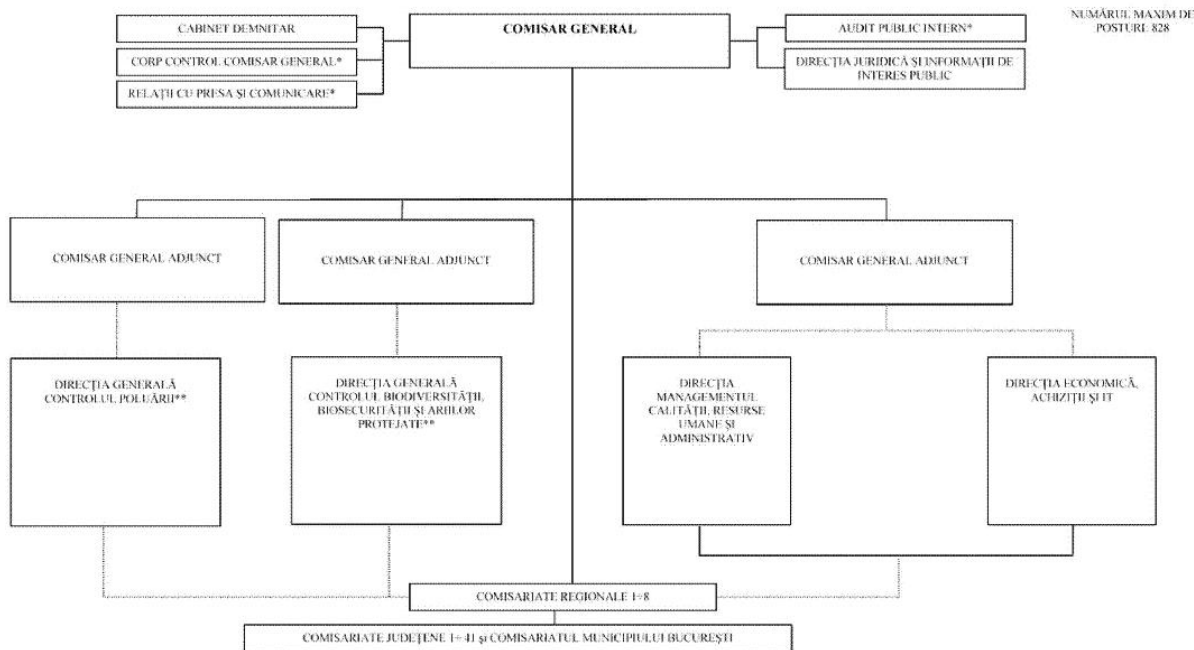 CABINET DEMNITAR
CORP CONTROL COMISAR GENERAL*
RELAȚII CU PRESA ȘI COMUNICARE*
COMISAR GENERAL
AUDIT PUBLIC INTERN*
DIRECȚIA JURIDICĂ ȘI INFORMAȚII DE
INTERES PUBLIC
NUMĂRUL MAXIM DE
POSTURI: 828
COMISAR GENERAL ADJUNCT
COMISAR GENERAL ADJUNCT
COMISAR GENERAL ADJUNCT
DIRECȚIA GENERALĂ
CONTROLUL POLUĂRII**
DIRECȚIA GENERALĂ
CONTROLUL BIODIVERSITĂȚII,
BIOSECURITĂȚII ȘI ARIILOR
PROTEJATE**
DIRECȚIA
MANAGEMENTUL
CALITĂȚII, RESURSE
UMANE ȘI
ADMINISTRATIV
DIRECȚIA ECONOMICĂ,
ACHIZIȚII ȘI IT
COMISARIATE REGIONALE 1÷8
COMISARIATE JUDEȚENE 1÷41 și COMISARIATUL MUNICIPIULUI BUCUREȘTI